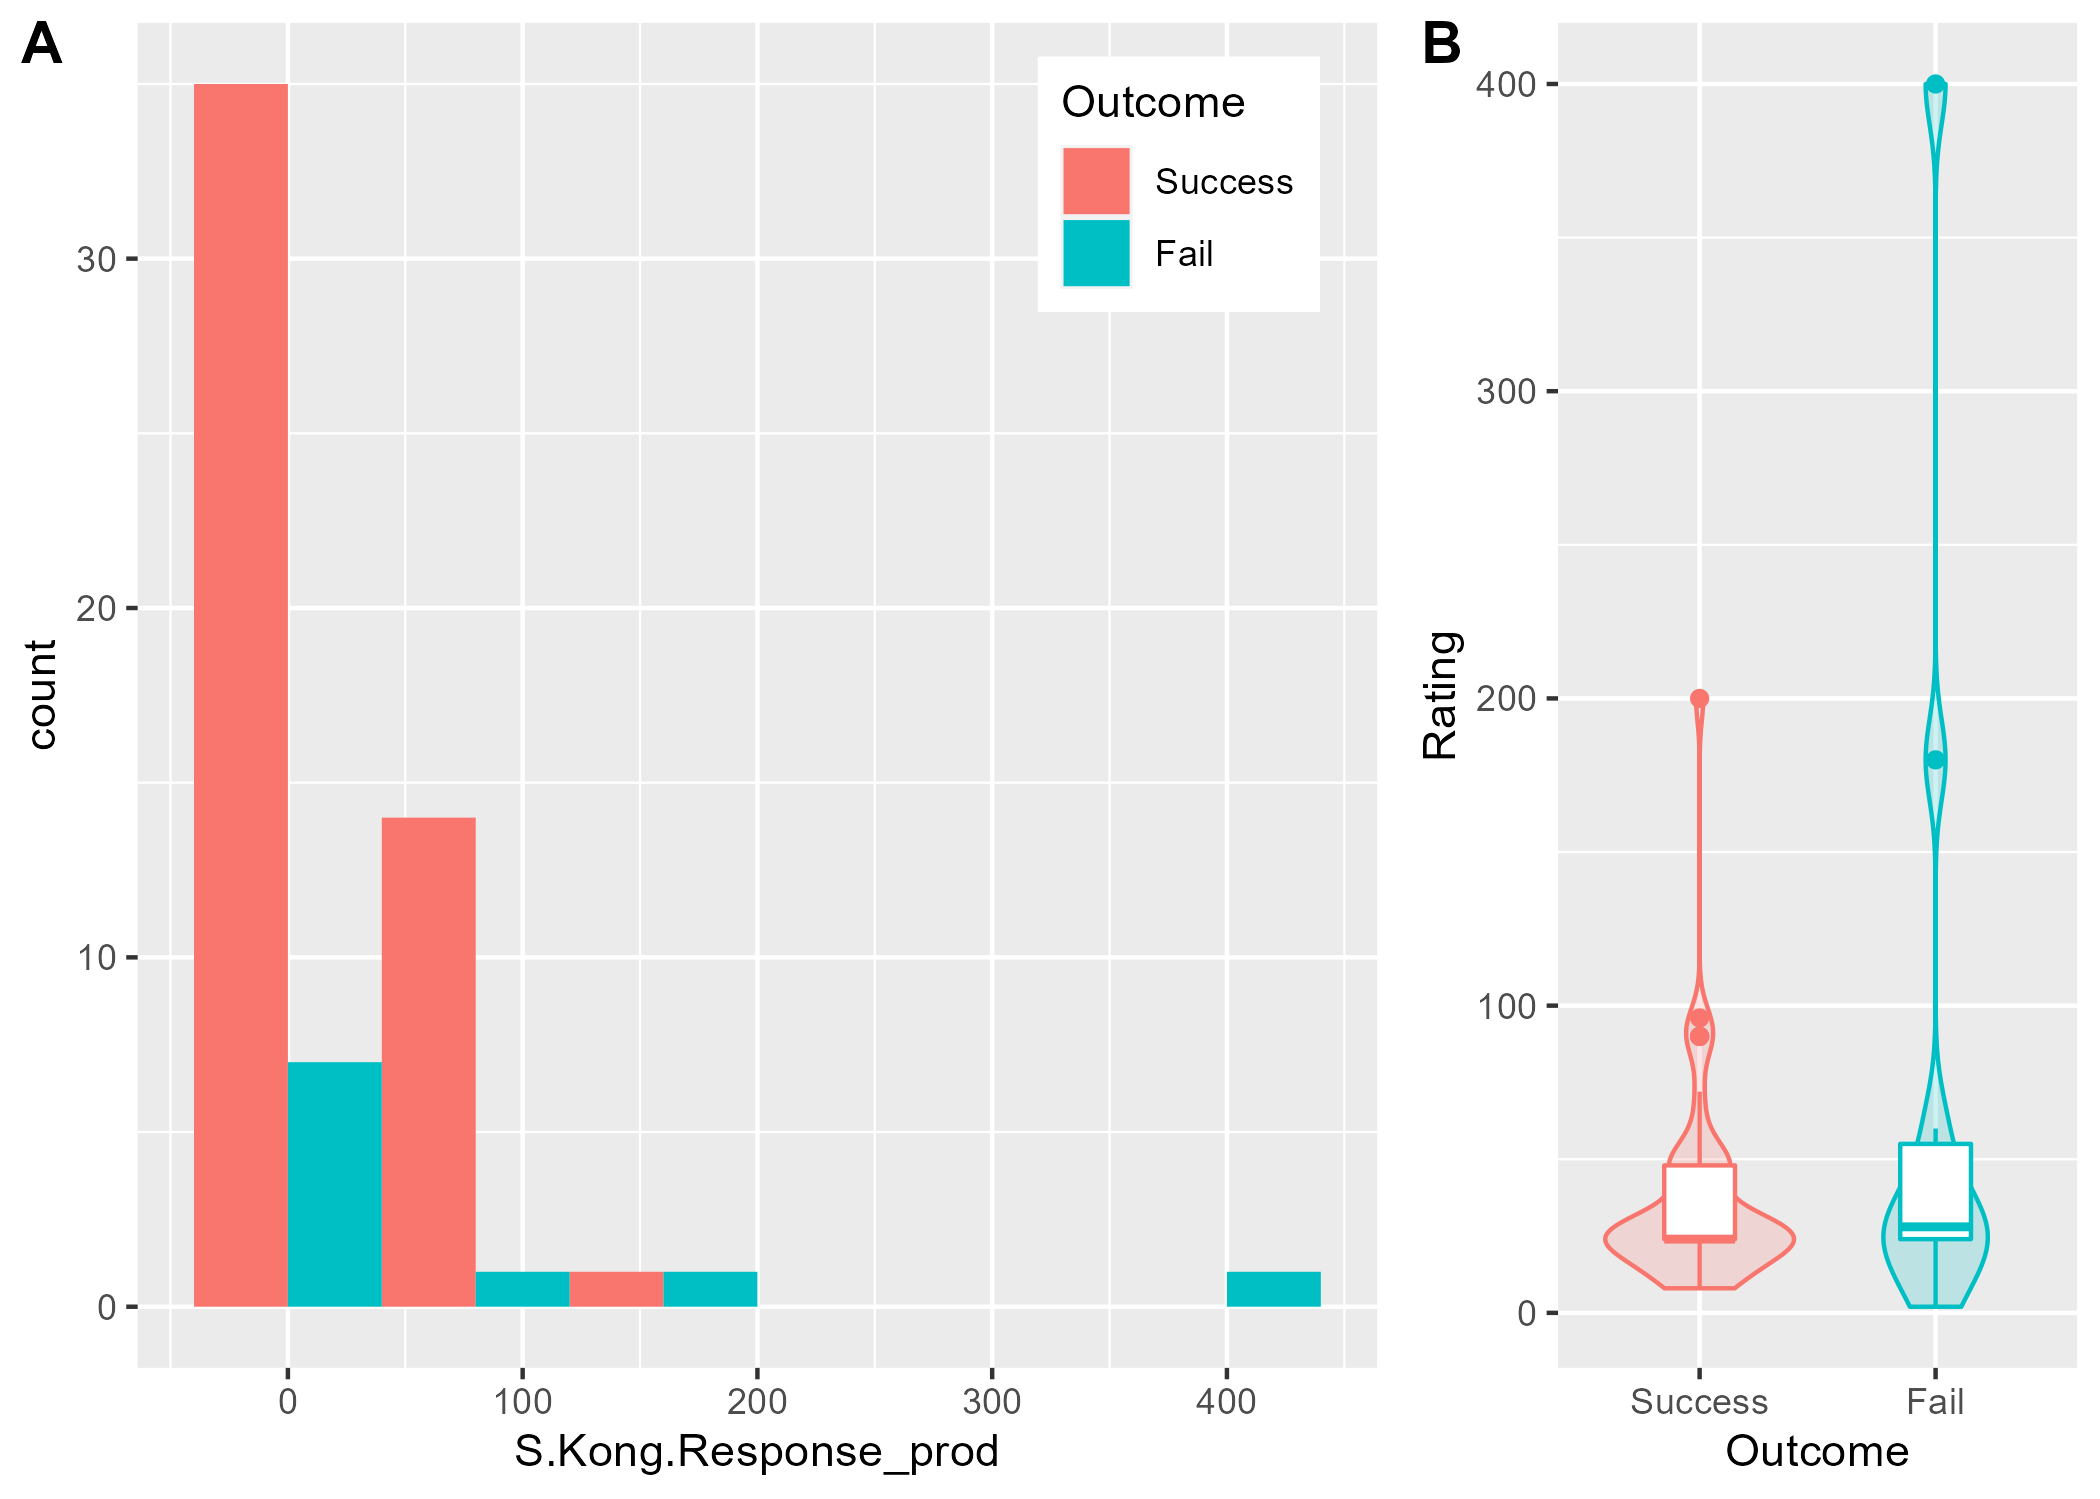 A
Outcome
Success
Fail
count
30
20
10
0
0 100 200 300 400
S.Kong.Response_prod
B
Rating
400
300
200
100
0
Success Fail
Outcome